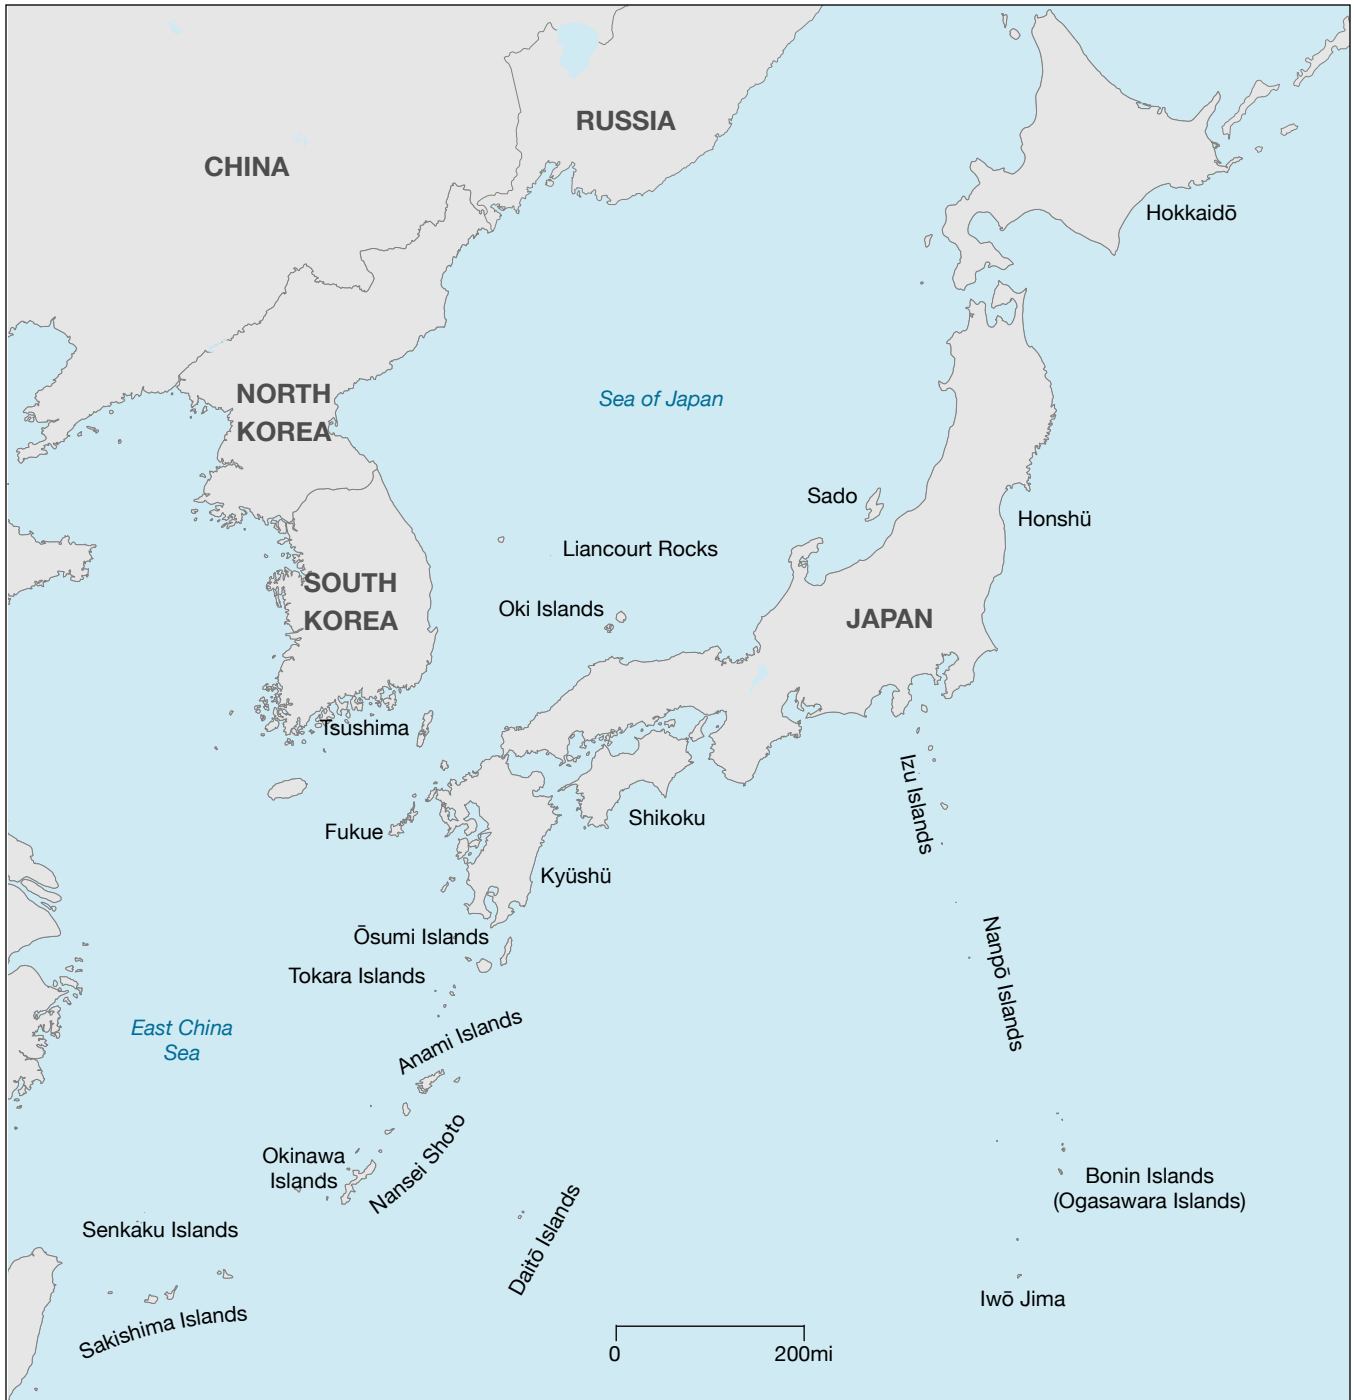 RUSSIA
CHINA
Hokkaidō
NORTH
KOREA
Sea of Japan
Sado
Honshü
Liancourt Rocks
SOUTH
KOREA
Oki Islands
JAPAN
Tsushima
Izu Islands
Shikoku
Fukue
Kyüshü
Ōsumi Islands
Tokara Islands
Nanpō Islands
East China
Sea
Anami Islands
Okinawa
Islands
Nansei Shoto
Bonin Islands
(Ogasawara Islands)
Senkaku Islands
Daitō Islands
Iwō Jima
Sakishima Islands
0
200mi